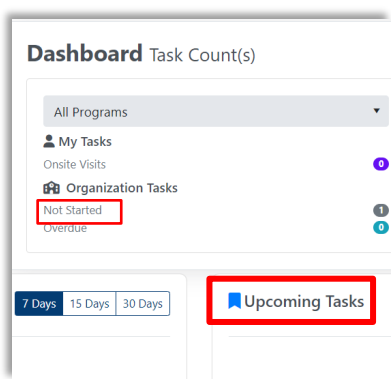 Dashboard Task Count(s)
All Programs
My Tasks
Onsite Visits 0
Organization Tasks
Not Started 1
Overdue 0
7 Days 15 Days 30 Days
Upcoming Tasks